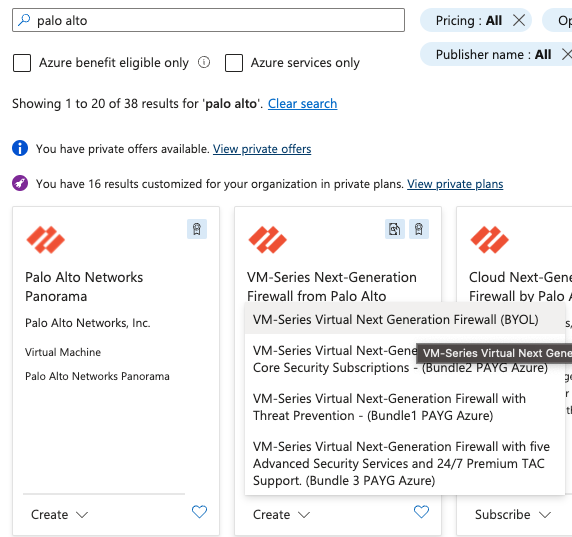 palo alto
Pricing : All
Op
Azure benefit eligible only
Azure services only
Publisher name : All
Showing 1 to 20 of 38 results for 'palo alto'. Clear search
You have private offers available. View private offers
You have 16 results customized for your organization in private plans. View private plans
Palo Alto Networks
Panorama
Palo Alto Networks, Inc.
Virtual Machine
Palo Alto Networks Panorama
Create
VM-Series Next-Generation
Firewall from Palo Alto
VM-Series Virtual Next Generation Firewall (BYOL)
VM-Series Virtual Next-Gene
Core Security Subscriptions - (Bundle2 PAYG Azure)
VM-Series Virtual Next Gene
VM-Series Virtual Next-Generation Firewall with
Threat Prevention - (Bundle1 PAYG Azure)
VM-Series Virtual Next-Generation Firewall with five
Advanced Security Services and 24/7 Premium TAC
Support. (Bundle 3 PAYG Azure)
Create
Cloud Next-Gene
Firewall by Palo A
Subscribe